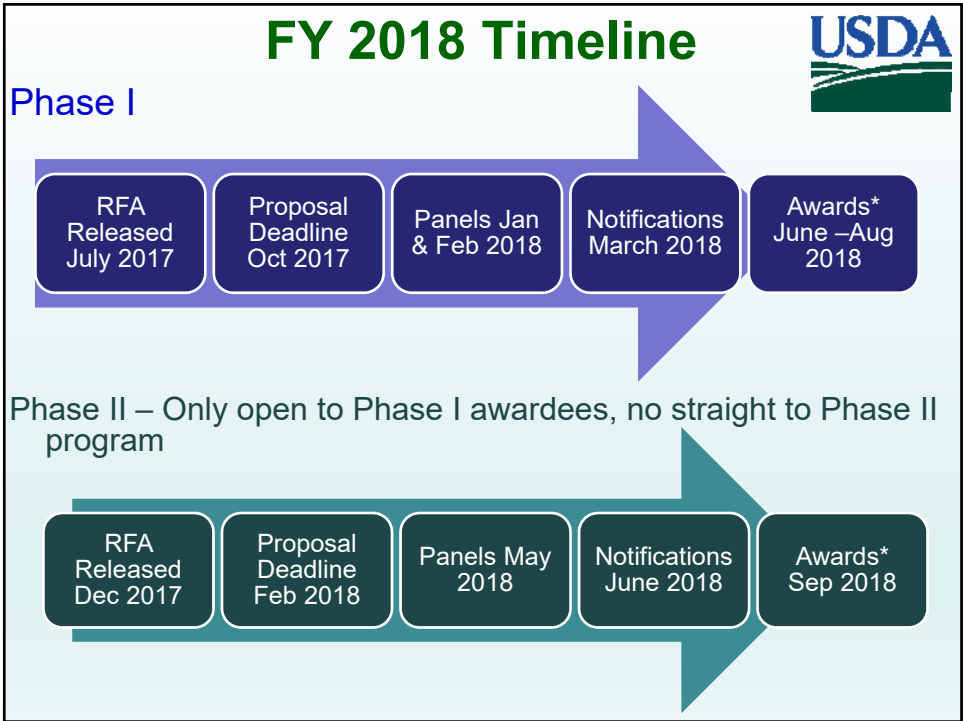 FY 2018 Timeline
USDA
Phase I
RFA
Released
July 2017
Proposal
Deadline
Oct 2017
Panels Jan
& Feb 2018
Notifications
March 2018
Awards*
June –Aug
2018
Phase II – Only open to Phase I awardees, no straight to Phase II
program
RFA
Released
Dec 2017
Proposal
Deadline
Feb 2018
Panels May
2018
Notifications
June 2018
Awards*
Sep 2018